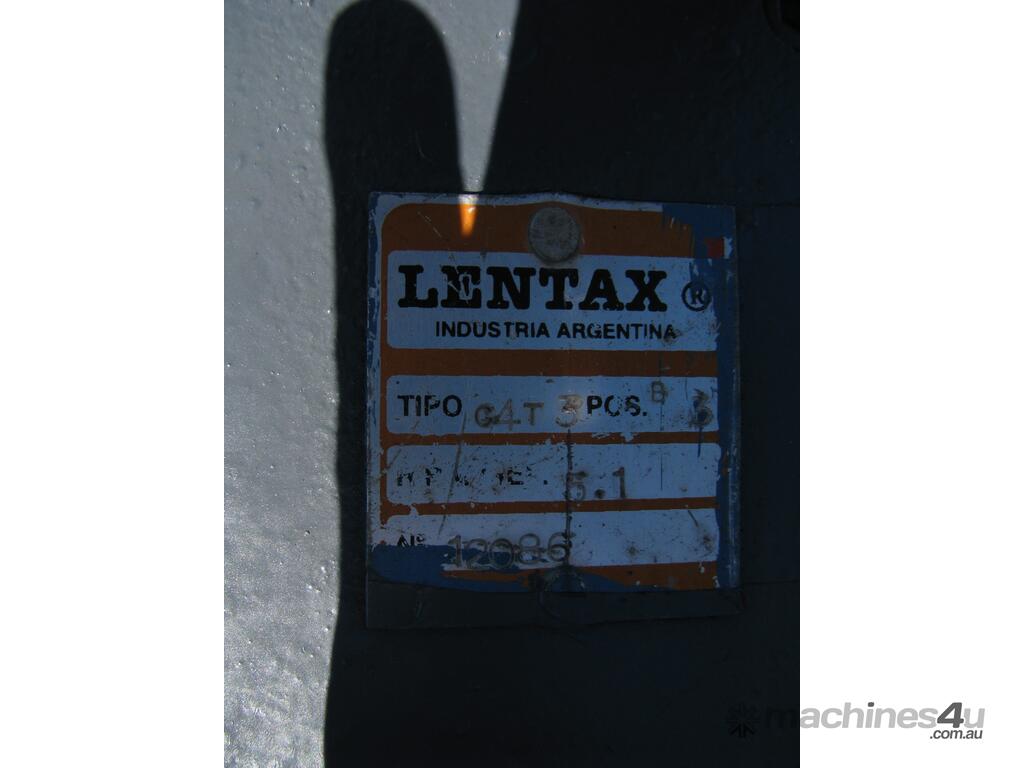 LENTAX ®
INDUSTRIA ARGENTINA
TIPO G4T 3 POS. B 3
5.1
Nº 12086
machines4u
.com.au